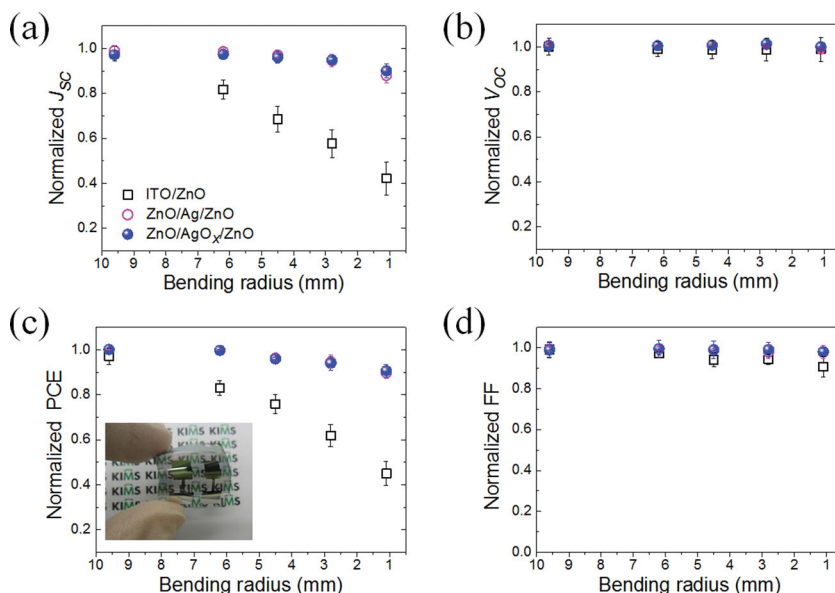 (a)
Normalized J_SC
1.0
0.8
0.6
0.4
0.2
ITO/ZnO
ZnO/Ag/ZnO
ZnO/AgOx/ZnO
10 9 8 7 6 5 4 3 2 1
Bending radius (mm)
(b)
Normalized V_OC
1.0
0.8
0.6
0.4
0.2
10 9 8 7 6 5 4 3 2 1
Bending radius (mm)
(c)
Normalized PCE
1.0
0.8
0.6
0.4
0.2
KIMS KIMS KIMS
KIMS
KIMS
KIMS
KIMS
10 9 8 7 6 5 4 3 2 1
Bending radius (mm)
(d)
Normalized FF
1.0
0.8
0.6
0.4
0.2
0.0
10 9 8 7 6 5 4 3 2 1
Bending radius (mm)